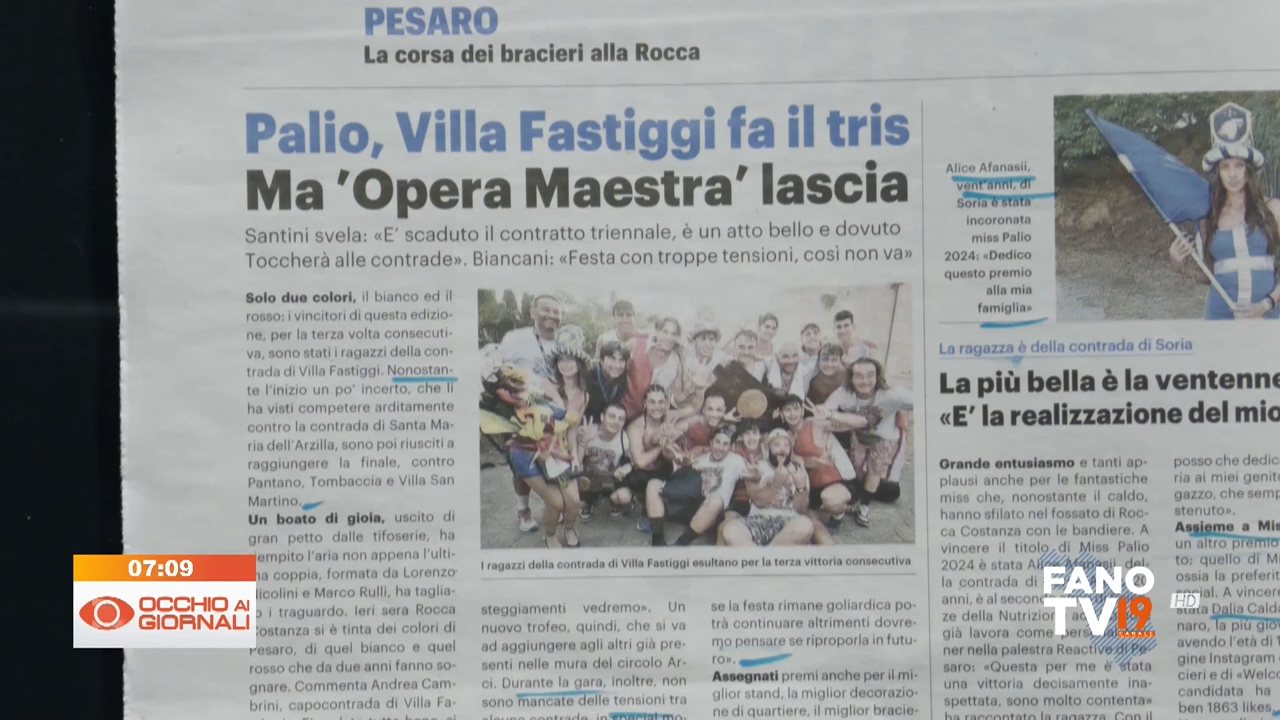 PESARO
La corsa dei bracieri alla Rocca
Palio, Villa Fastiggi fa il tris
Ma 'Opera Maestra' lascia
Santini svela: «E' scaduto il contratto triennale, è un atto bello e dovuto
Toccherà alle contrade». Biancani: «Festa con troppe tensioni, così non va»
Solo due colori, il bianco ed il
rosso: i vincitori di questa edizio-
ne, per la terza volta consecuti-
va, sono stati i ragazzi della con-
trada di Villa Fastiggi. Nonostan-
te l'inizio un po' incerto, che li
ha visti competere arditamente
contro la contrada di Santa Ma-
ria dell'Arzilla, sono poi riusciti a
raggiungere la finale, contro
Pantano, Tombaccia e Villa San
Martino.
Un boato di gioia, uscito di
gran petto dalle tifoserie, ha
riempito l'aria non appena l'ulti-
ma coppia, formata da Lorenzo
Nicolini e Marco Rulli, ha taglia-
o i traguardo. Ieri sera Rocca
Costanza si è tinta dei colori di
Pesaro, di quel bianco e quel
rosso che da due anni fanno so-
gnare. Commenta Andrea Cam-
brini, capocontrada di Villa Fa-
I ragazzi della contrada di Villa Fastiggi esultano per la terza vittoria consecutiva
steggiamenti vedremo». Un
nuovo trofeo, quindi, che si va
ad aggiungere agli altri già pre-
senti nelle mura del circolo Ar-
ci. Durante la gara, inoltre, non
sono mancate delle tensioni tra
alcune contrade, in special mo-
se la festa rimane goliardica po-
trà continuare altrimenti dovre-
mo pensare se riproporla in futu-
ro».
Assegnati premi anche per il mi-
glior stand, la miglior decorazio-
ne di quartiere, il miglior bracie-
Alice Afanasii,
vent'anni, di
Soria è stata
incoronata
miss Palio
2024: «Dedico
questo premio
alla mia
famiglia»
La ragazza è della contrada di Soria
La più bella è la ventenne
«E' la realizzazione del mio
Grande entusiasmo e tanti ap-
plausi anche per le fantastiche
miss che, nonostante il caldo,
hanno sfilato nel fossato di Roc-
ca Costanza con le bandiere. A
vincere il titolo di Miss Palio
2024 è stata Alice Afanasii, del-
la contrada di
anni, è al secon
ze della Nutrizion
già lavora come pers
ner nella palestra Reactive di Pe-
saro: «Questa per me è stata
una vittoria decisamente ina-
spettata, sono molto contenta»
ha raccontato la ragazza. Con il
posso che dedic
ria ai miei genit
gazzo, che semp
stenuto».
Assieme a Mis
un altro premio
to: quello di M
ossia la preferit
social. A vincere
stata Dalia Cald
naro, la più giov
avendo l'età di
gine Instagram
cieri e di «Welc
candidata ha
ben 1863 likes,
07:09
OCCHIO AI
GIORNALI
FANO
TV19
CANALE
HD